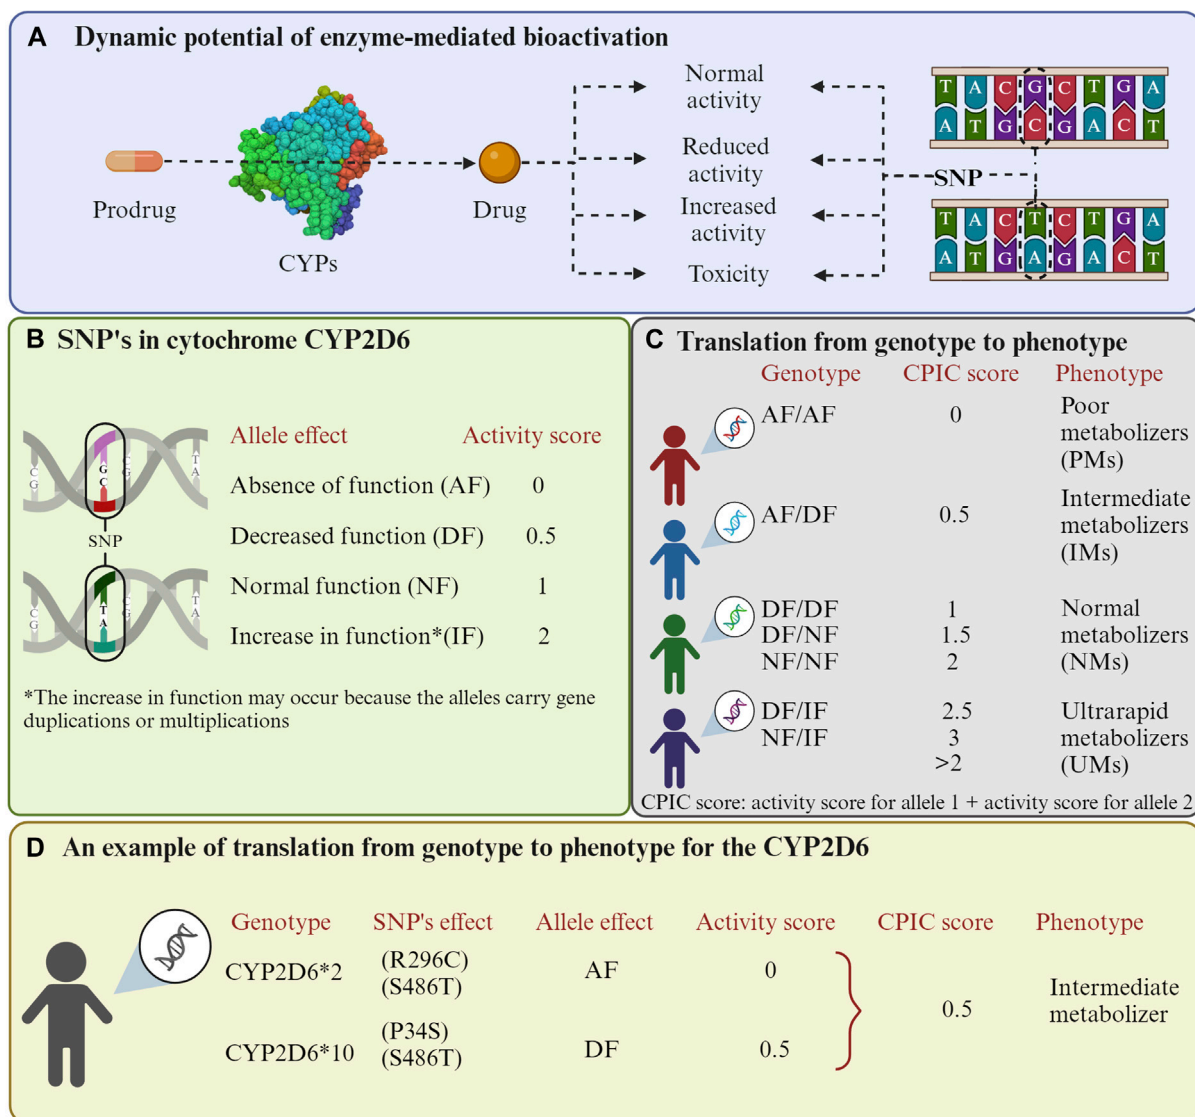 A Dynamic potential of enzyme-mediated bioactivation
Prodrug
CYPs
Drug
Normal
activity
Reduced
activity
Increased
activity
Toxicity
SNP
T A C G C T G A
A T G C G A C T
T A C T C T G A
A T G A G A C T
B SNP's in cytochrome CYP2D6
CG GC CG TA
SNP
CG TA CG TA
Allele effect Activity score
Absence of function (AF) 0
Decreased function (DF) 0.5
Normal function (NF) 1
Increase in function*(IF) 2
*The increase in function may occur because the alleles carry gene
duplications or multiplications
C Translation from genotype to phenotype
Genotype CPIC score Phenotype
AF/AF 0 Poor
metabolizers
(PMs)
AF/DF 0.5 Intermediate
metabolizers
(IMs)
DF/DF 1 Normal
DF/NF 1.5 metabolizers
NF/NF 2 (NMs)
DF/IF 2.5 Ultrarapid
NF/IF 3 metabolizers
>2 (UMs)
CPIC score: activity score for allele 1 + activity score for allele 2
D An example of translation from genotype to phenotype for the CYP2D6
Genotype SNP's effect Allele effect Activity score CPIC score Phenotype
CYP2D6*2 (R296C)
(S486T) AF 0
CYP2D6*10 (P34S)
(S486T) DF 0.5
0.5
Intermediate
metabolizer